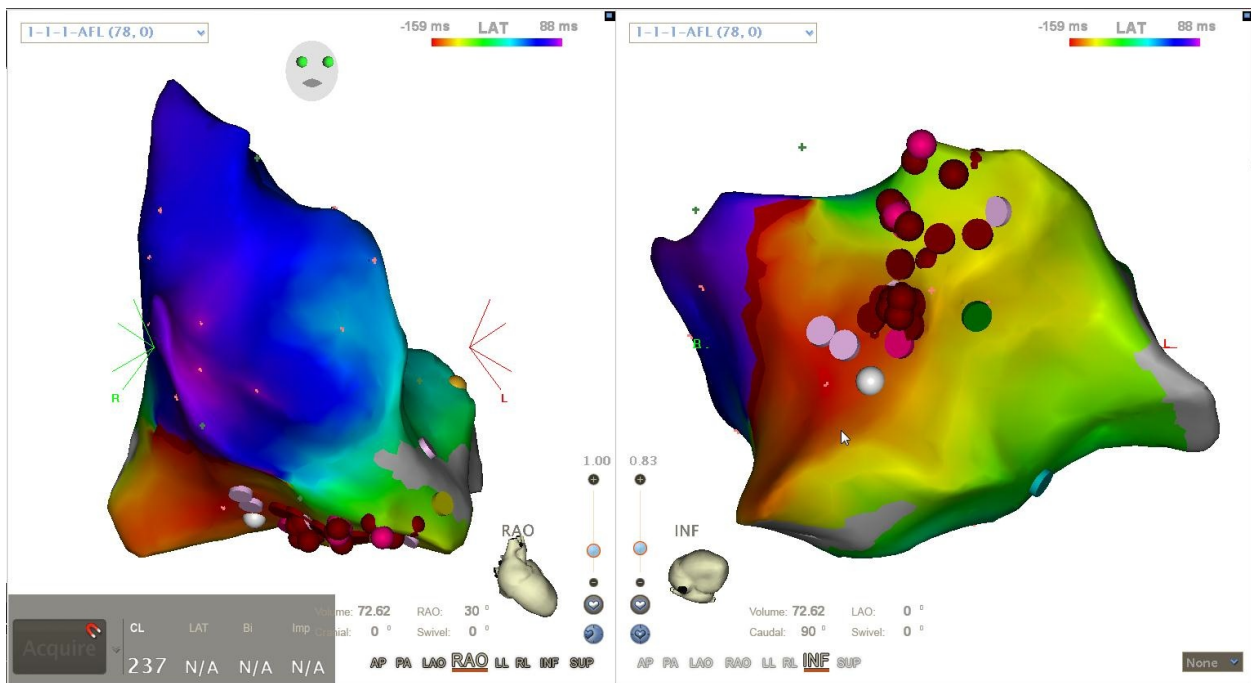 1-1-1-AFL (78, 0)
-159 ms LAT 88 ms
R
L
1.00
RAO
Volume: 72.62 RAO: 30 °
Cranial: 0 ° Swivel: 0 °
Acquire
CL LAT Bi Imp
237 N/A N/A N/A
AP PA LAO RAO LL RL INF SUP
1-1-1-AFL (78, 0)
-159 ms LAT 88 ms
R
L
0.83
INF
Volume: 72.62 LAO: 0 °
Caudal: 90 ° Swivel: 0 °
AP PA LAO RAO LL RL INF SUP
None